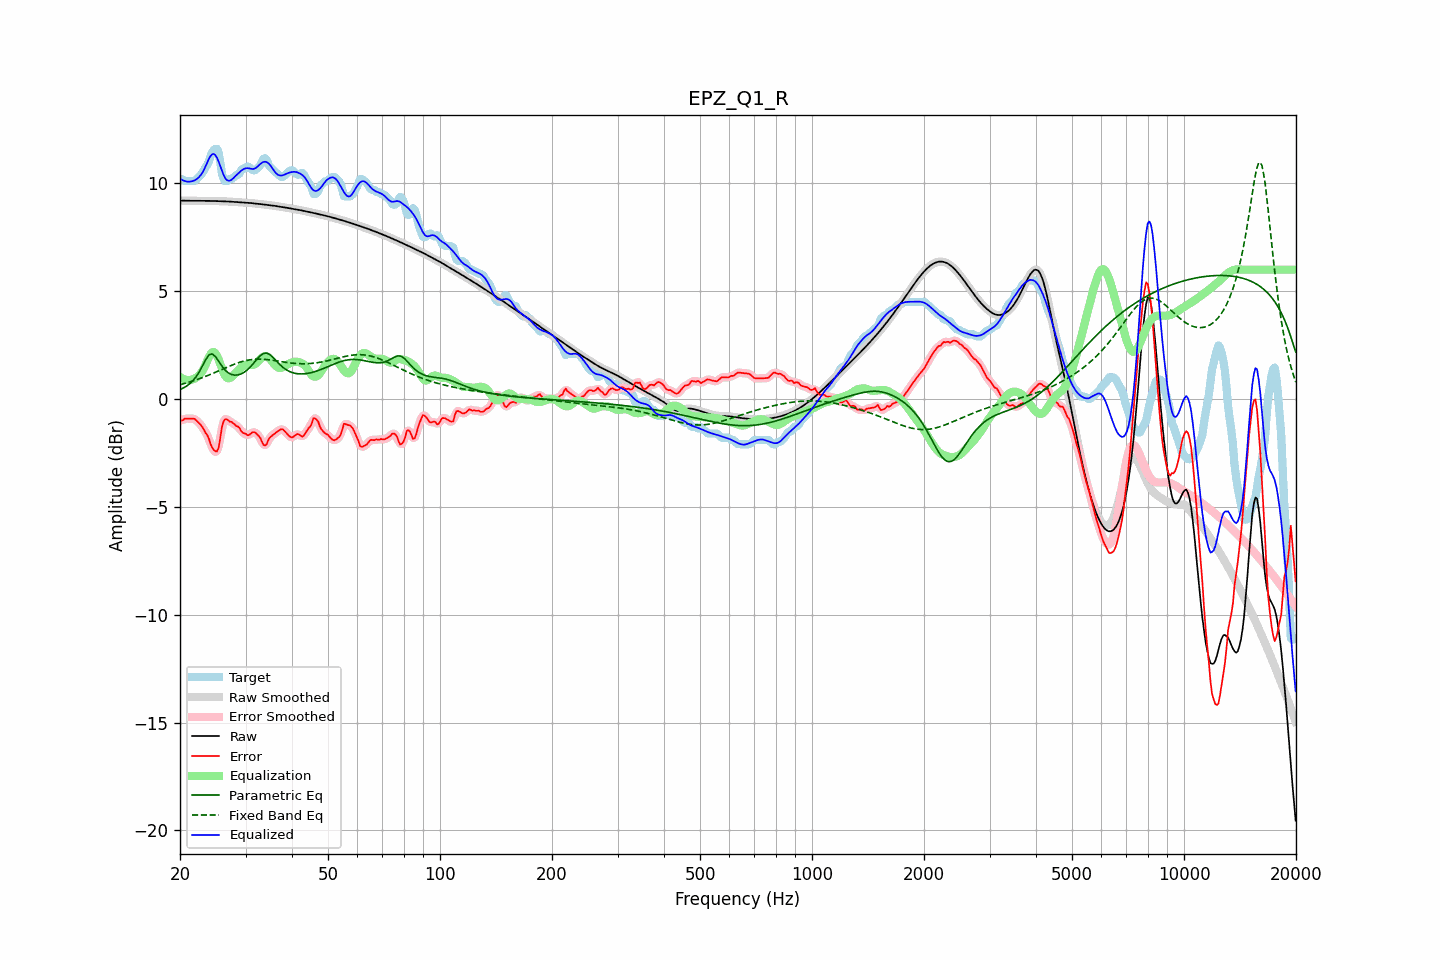 EPZ_Q1_R
Amplitude (dBr)
10
5
0
−5
−10
−15
−20
Target
Raw Smoothed
Error Smoothed
Raw
Error
Equalization
Parametric Eq
Fixed Band Eq
Equalized
20 50 100 200 500 1000 2000 5000 10000 20000
Frequency (Hz)